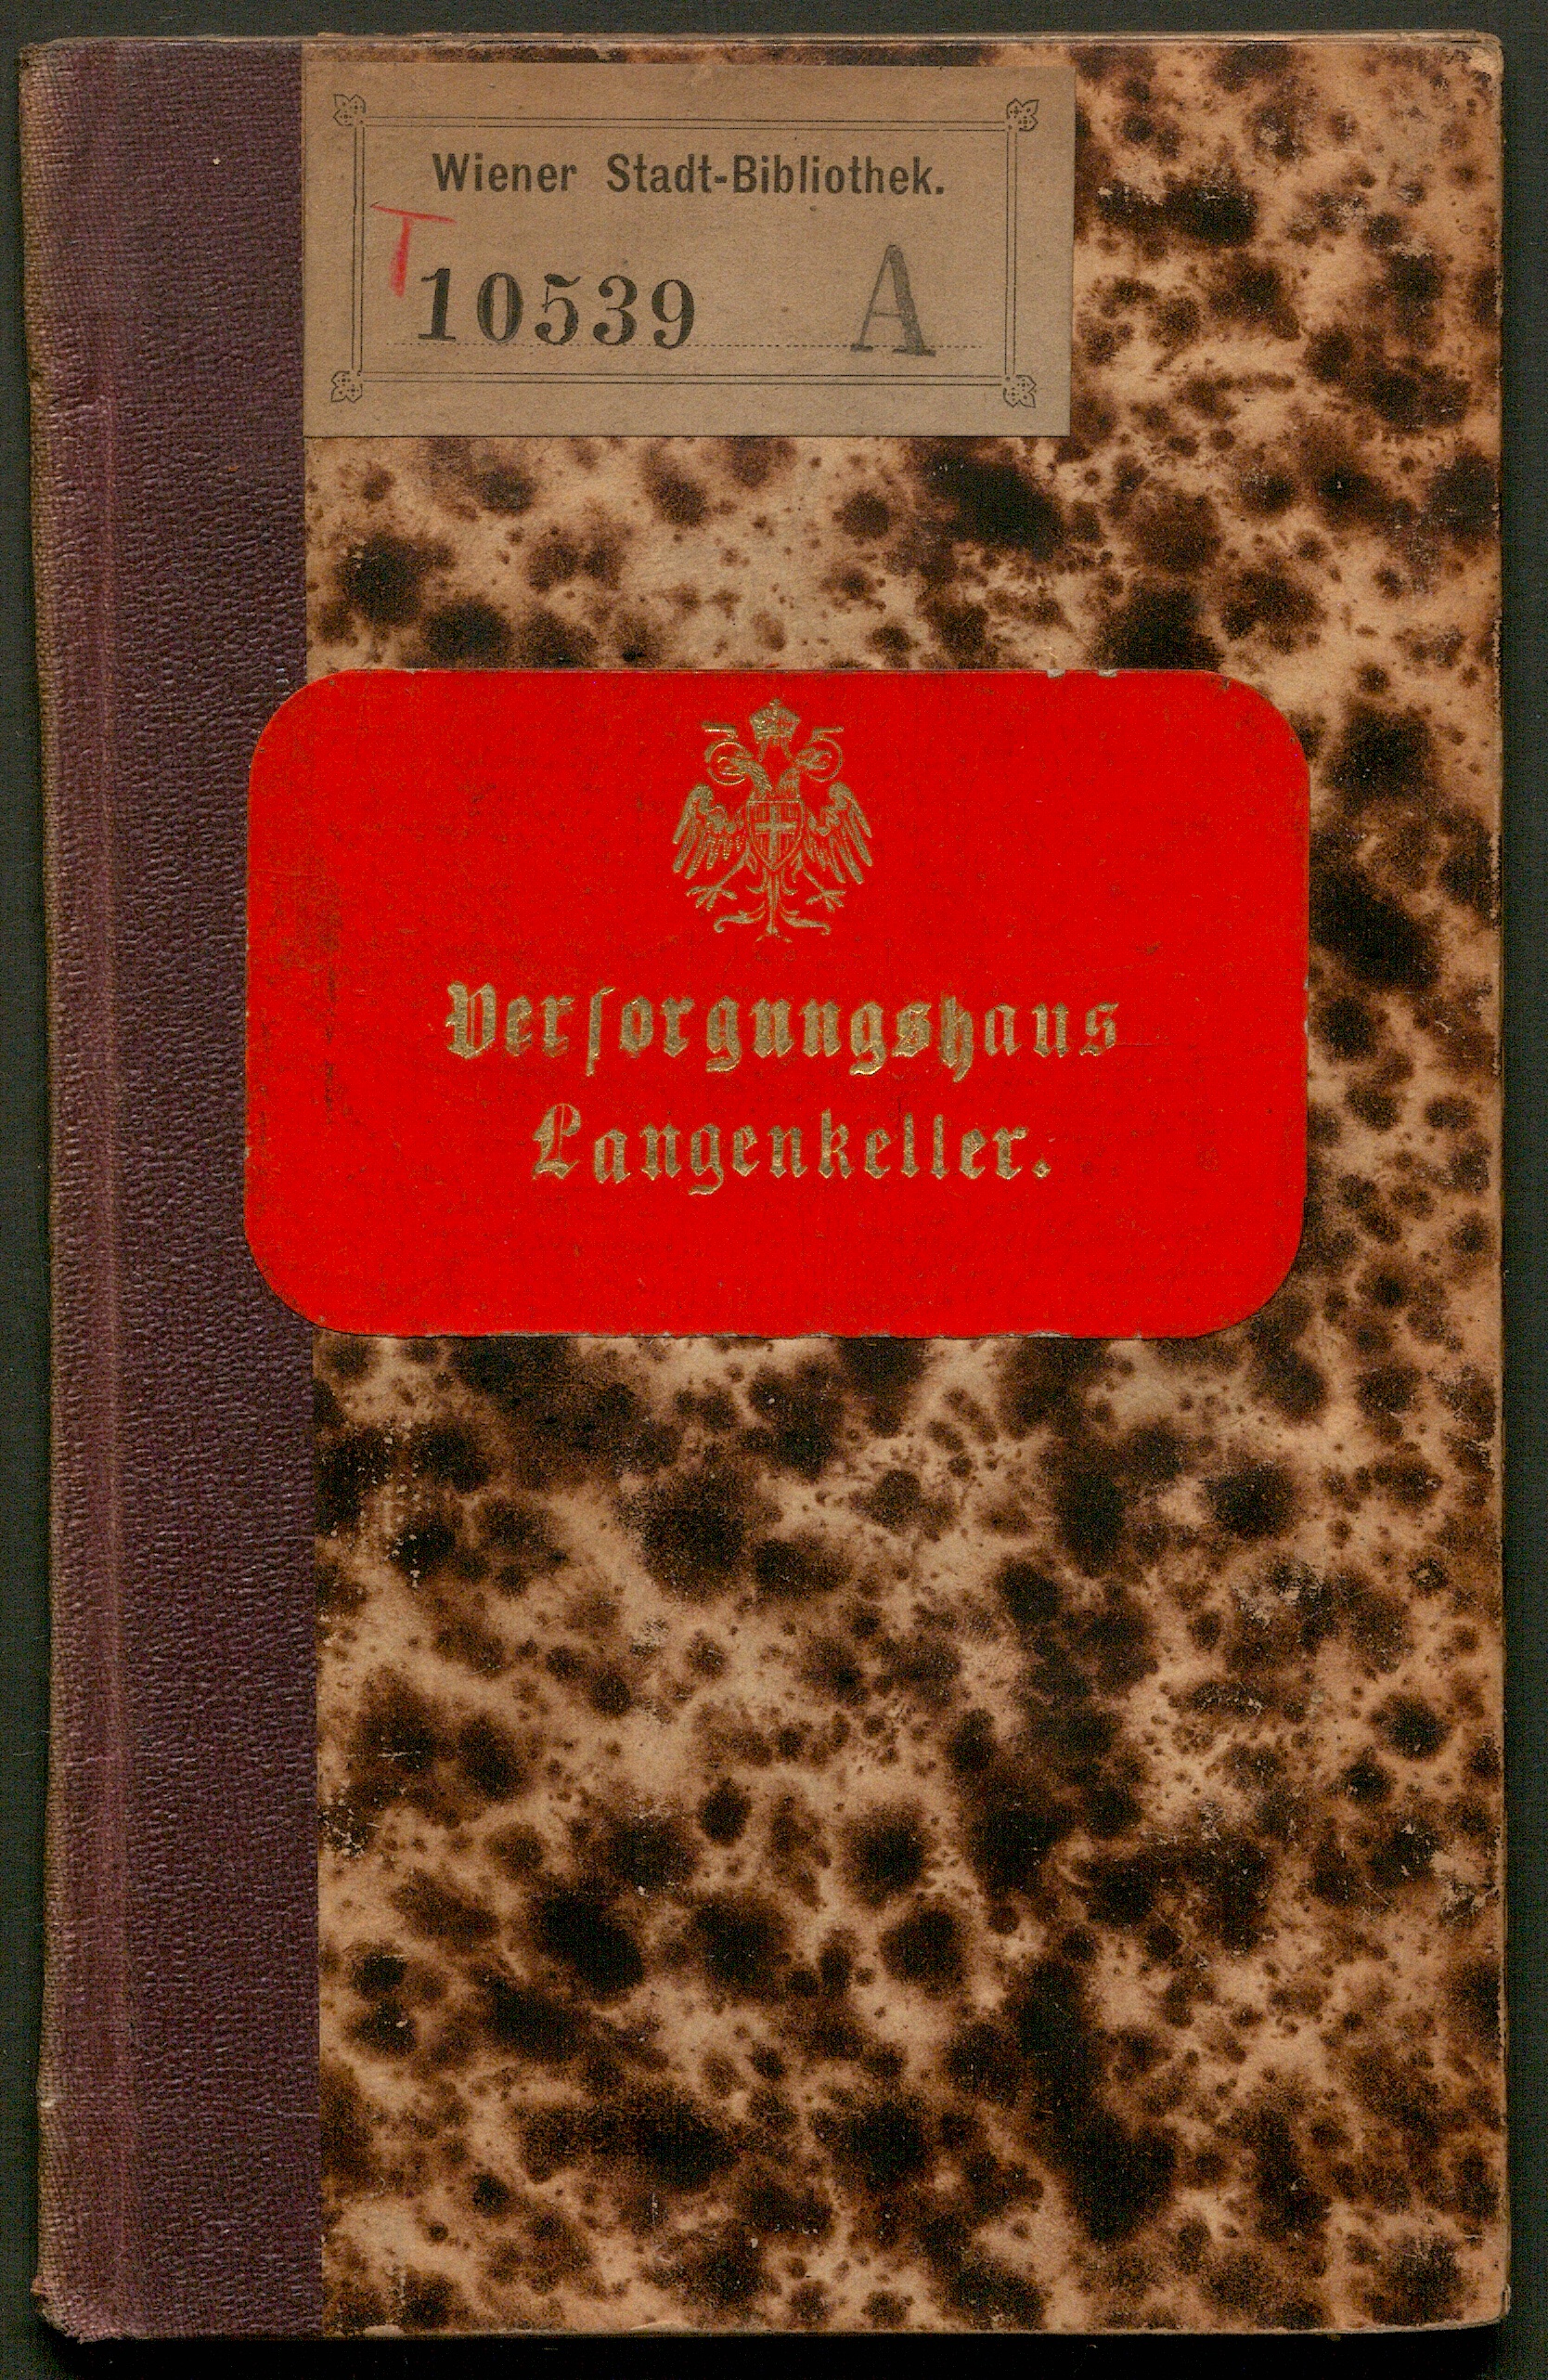 Wiener Stadt-Bibliothek.
T
10539 A
Versorgungshaus
Langenkeller.